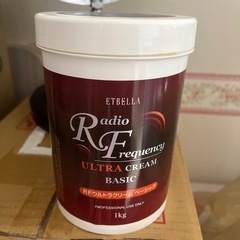 ETBELLA
Radio
Frequency
ULTRA CREAM
BASIC
RFウルトラクリーム ベーシック
PROFESSIONAL USE ONLY
1kg